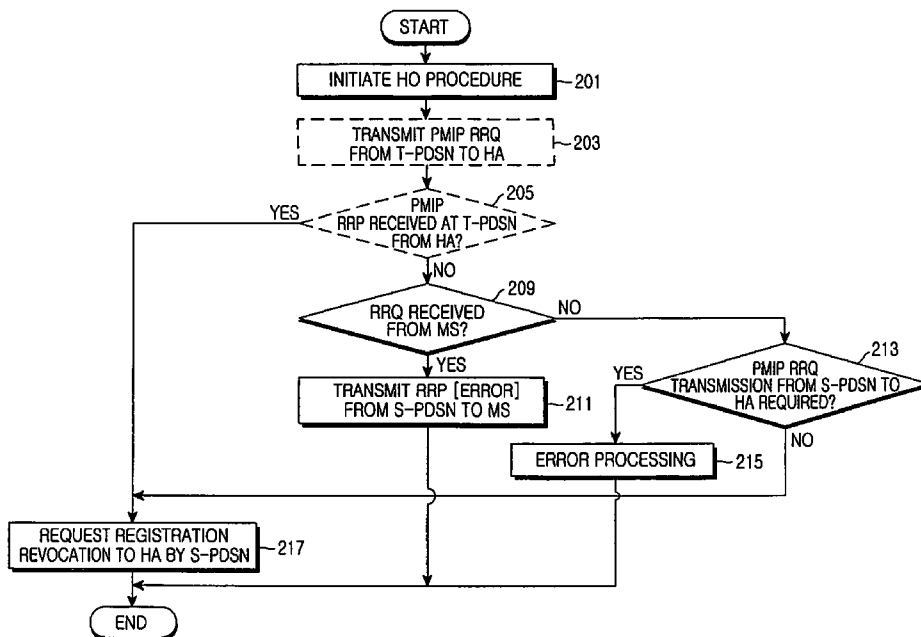 START
INITIATE HO PROCEDURE
201
TRANSMIT PMIP RRQ
FROM T-PDSN TO HA
203
205
YES
PMIP
RRP RECEIVED AT T-PDSN
FROM HA?
NO
209
RRQ RECEIVED
FROM MS?
NO
YES
213
YES
PMIP RRQ
TRANSMISSION FROM S-PDSN TO
HA REQUIRED?
NO
TRANSMIT RRP [ERROR]
FROM S-PDSN TO MS
211
ERROR PROCESSING
215
REQUEST REGISTRATION
REVOCATION TO HA BY S-PDSN
217
END